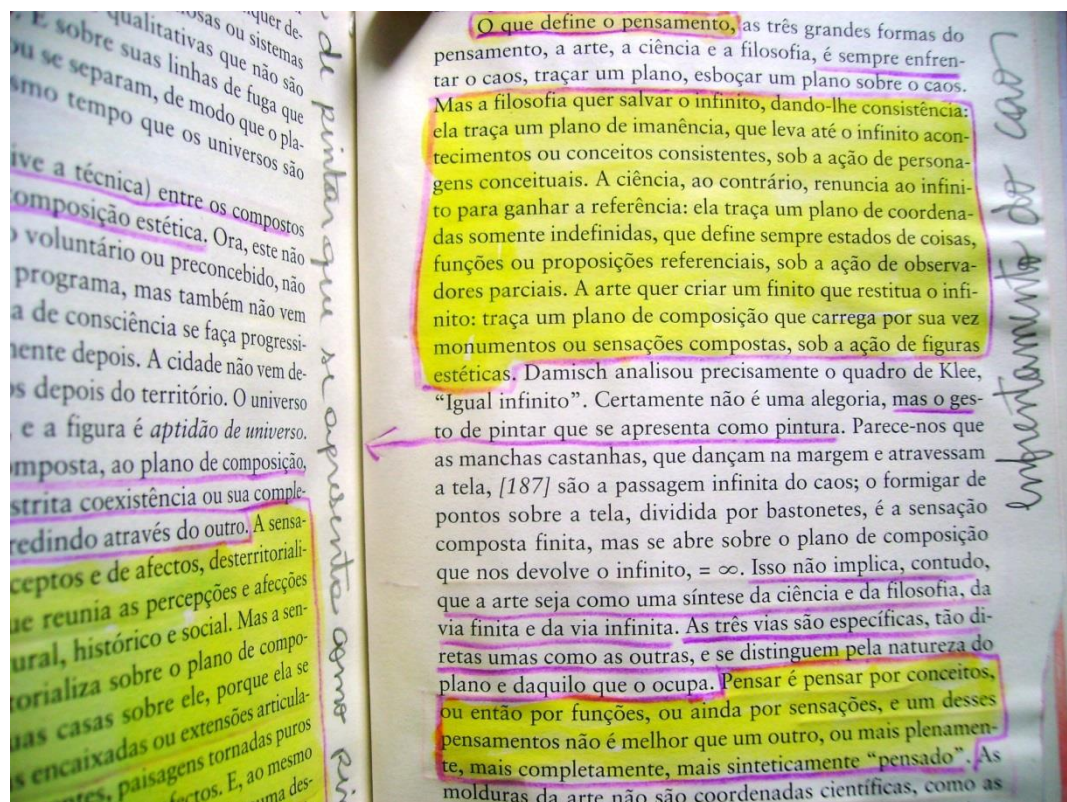 uer de-
osas ou sistemas
qualitativas que não são
E sobre suas linhas de fuga que
ou se separam, de modo que o pla-
smo tempo que os universos são
ive a técnica) entre os compostos
omposição estética. Ora, este não
o voluntário ou preconcebido, não
programa, mas também não vem
a de consciência se faça progressi-
mente depois. A cidade não vem de-
s depois do território. O universo
, e a figura é aptidão de universo.
mposta, ao plano de composição,
strita coexistência ou sua comple-
redindo através do outro. A sensa-
ceptos e de afectos, desterritoriali-
ue reunia as percepções e afecções
ural, histórico e social. Mas a sen-
torializa sobre o plano de compo-
uas casas sobre ele, porque ela se
s encaixadas ou extensões articula-
ntes, paisagens tornadas puros
fectos. E, ao mesmo
uma des-
de pintar que se apresenta como pin
O que define o pensamento, as três grandes formas do
pensamento, a arte, a ciência e a filosofia, é sempre enfren-
tar o caos, traçar um plano, esboçar um plano sobre o caos.
Mas a filosofia quer salvar o infinito, dando-lhe consistência:
ela traça um plano de imanência, que leva até o infinito acon-
tecimentos ou conceitos consistentes, sob a ação de persona-
gens conceituais. A ciência, ao contrário, renuncia ao infini-
to para ganhar a referência: ela traça um plano de coordena-
das somente indefinidas, que define sempre estados de coisas,
funções ou proposições referenciais, sob a ação de observa-
dores parciais. A arte quer criar um finito que restitua o infi-
nito: traça um plano de composição que carrega por sua vez
monumentos ou sensações compostas, sob a ação de figuras
estéticas. Damisch analisou precisamente o quadro de Klee,
“Igual infinito”. Certamente não é uma alegoria, mas o ges-
to de pintar que se apresenta como pintura. Parece-nos que
as manchas castanhas, que dançam na margem e atravessam
a tela, [187] são a passagem infinita do caos; o formigar de
pontos sobre a tela, dividida por bastonetes, é a sensação
composta finita, mas se abre sobre o plano de composição
que nos devolve o infinito, = ∞. Isso não implica, contudo,
que a arte seja como uma síntese da ciência e da filosofia, da
via finita e da via infinita. As três vias são específicas, tão di-
retas umas como as outras, e se distinguem pela natureza do
plano e daquilo que o ocupa. Pensar é pensar por conceitos,
ou então por funções, ou ainda por sensações, e um desses
pensamentos não é melhor que um outro, ou mais plenamen-
te, mais completamente, mais sinteticamente “pensado”. As
molduras da arte não são coordenadas científicas, como as
enfrentamento do caos